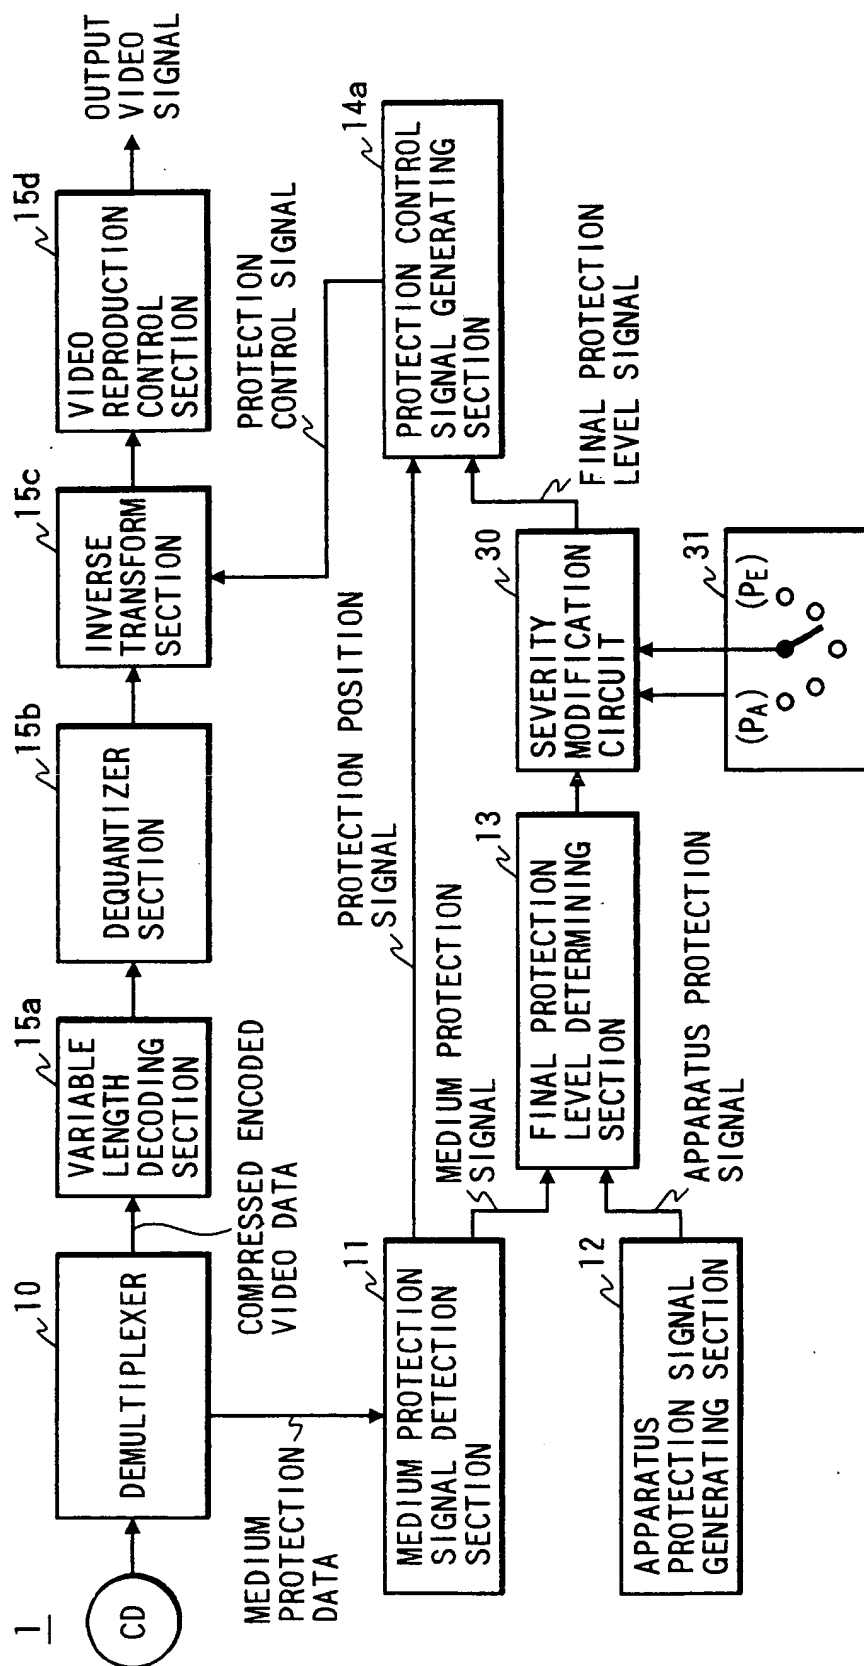 1
CD
10
DEMULTIPLEXER
COMPRESSED ENCODED
VIDEO DATA
15a
VARIABLE
LENGTH
DECODING
SECTION
15b
DEQUANTIZER
SECTION
15c
INVERSE
TRANSFORM
SECTION
15d
VIDEO
REPRODUCTION
CONTROL
SECTION
OUTPUT
VIDEO
SIGNAL
MEDIUM
PROTECTION
DATA
11
MEDIUM PROTECTION
SIGNAL DETECTION
SECTION
PROTECTION POSITION
SIGNAL
PROTECTION
CONTROL SIGNAL
14a
PROTECTION CONTROL
SIGNAL GENERATING
SECTION
MEDIUM PROTECTION
SIGNAL
13
FINAL PROTECTION
LEVEL DETERMINING
SECTION
30
SEVERITY
MODIFICATION
CIRCUIT
FINAL PROTECTION
LEVEL SIGNAL
12
APPARATUS
PROTECTION SIGNAL
GENERATING SECTION
APPARATUS PROTECTION
SIGNAL
31
(PA)
(PE)